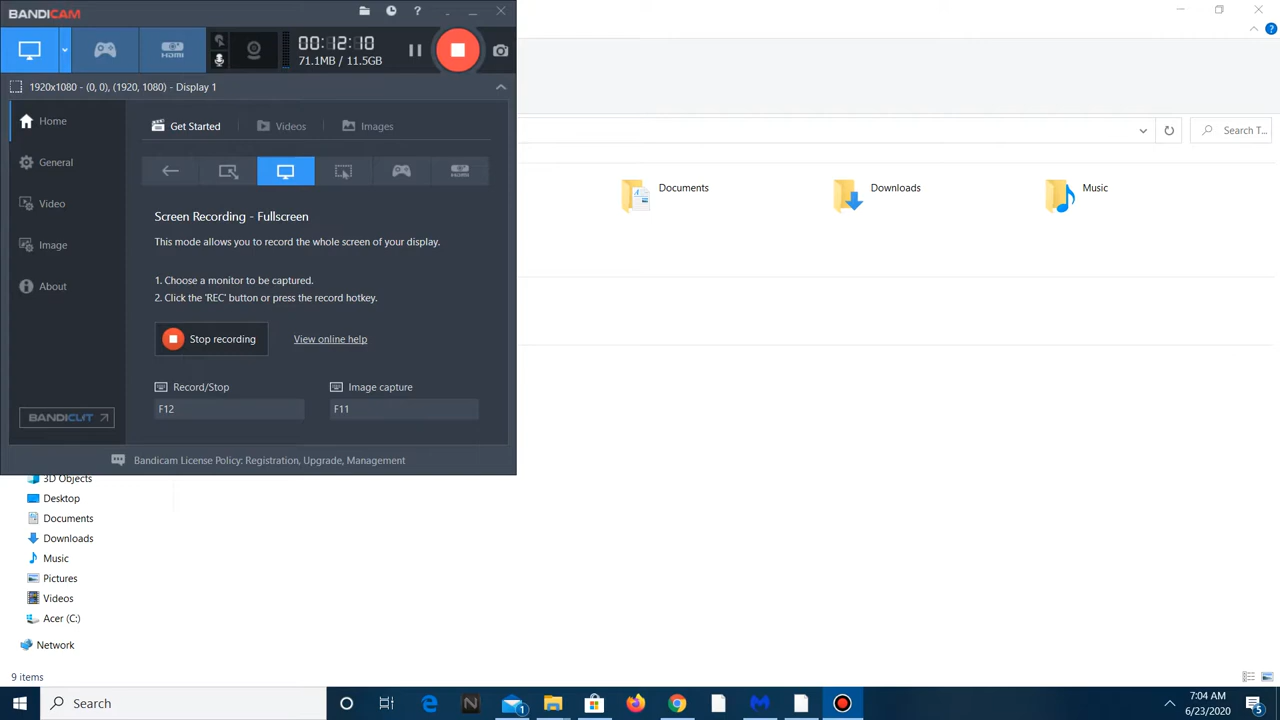 BANDICAM
?
00:12:10
71.1MB / 11.5GB
HDMI
1920x1080 - (0, 0), (1920, 1080) - Display 1
Home
General
Video
Image
About
BANDICUT
Get Started
Videos
Images
HDMI
Screen Recording - Fullscreen
This mode allows you to record the whole screen of your display.
1. Choose a monitor to be captured.
2. Click the 'REC' button or press the record hotkey.
Stop recording
View online help
Record/Stop
Image capture
F12
F11
Bandicam License Policy: Registration, Upgrade, Management
?
Search T...
Documents
Downloads
Music
3D Objects
Desktop
Documents
Downloads
Music
Pictures
Videos
Acer (C:)
Network
9 items
Search
N
1
7:04 AM
6/23/2020
5